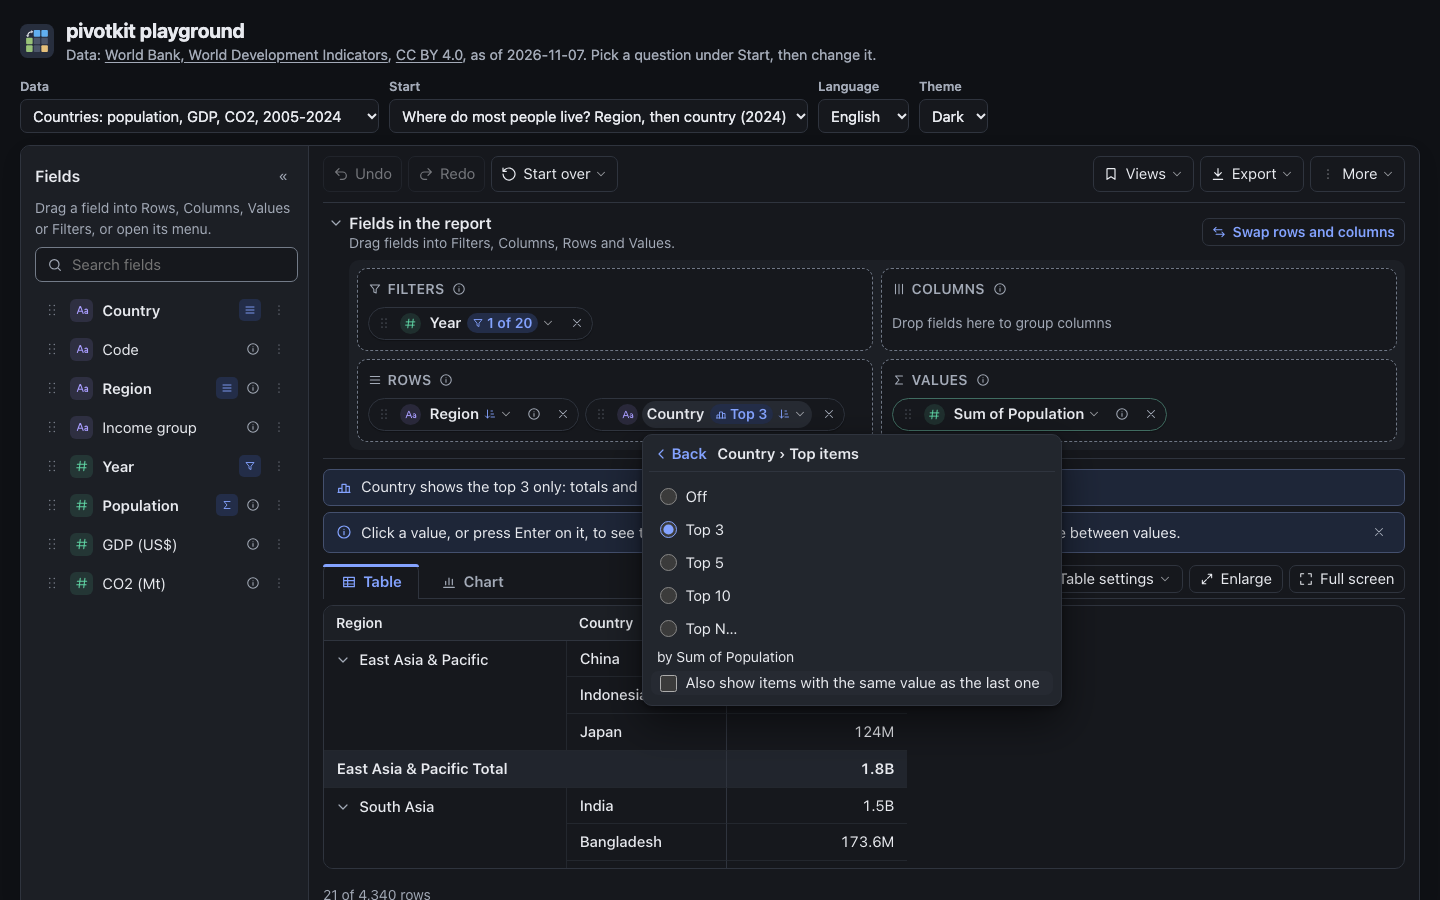 pivotkit playground
Data: World Bank, World Development Indicators, CC BY 4.0, as of 2026-11-07. Pick a question under Start, then change it.
Data
Start
Language
Theme
Countries: population, GDP, CO2, 2005-2024
Where do most people live? Region, then country (2024)
English
Dark
Fields
«
Drag a field into Rows, Columns, Values
or Filters, or open its menu.
Search fields
Aa Country
Aa Code
Aa Region
Aa Income group
# Year
# Population Σ
# GDP (US$)
# CO2 (Mt)
Undo
Redo
Start over
Views
Export
More
Fields in the report
Drag fields into Filters, Columns, Rows and Values.
Swap rows and columns
FILTERS
# Year 1 of 20
COLUMNS
Drop fields here to group columns
ROWS
Aa Region
Aa Country Top 3
Σ VALUES
# Sum of Population
Back Country › Top items
Off
Top 3
Top 5
Top 10
Top N...
by Sum of Population
Also show items with the same value as the last one
Country shows the top 3 only: totals and
Click a value, or press Enter on it, to see
between values.
Table
Chart
Table settings
Enlarge
Full screen
Region
Country
East Asia & Pacific
China
Indonesia
Japan
124M
East Asia & Pacific Total
1.8B
South Asia
India
1.5B
Bangladesh
173.6M
21 of 4,340 rows